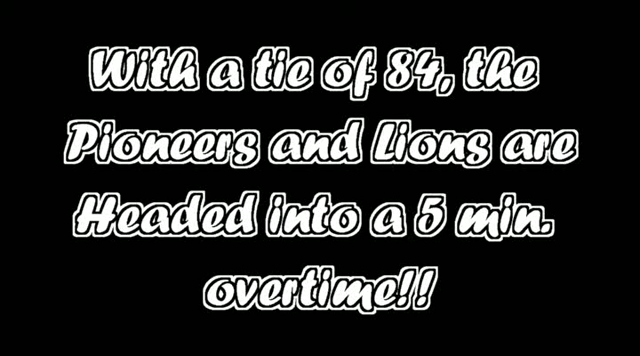 With a tie of 84, the
Pioneers and Lions are
Headed into a 5 min.
overtime!!